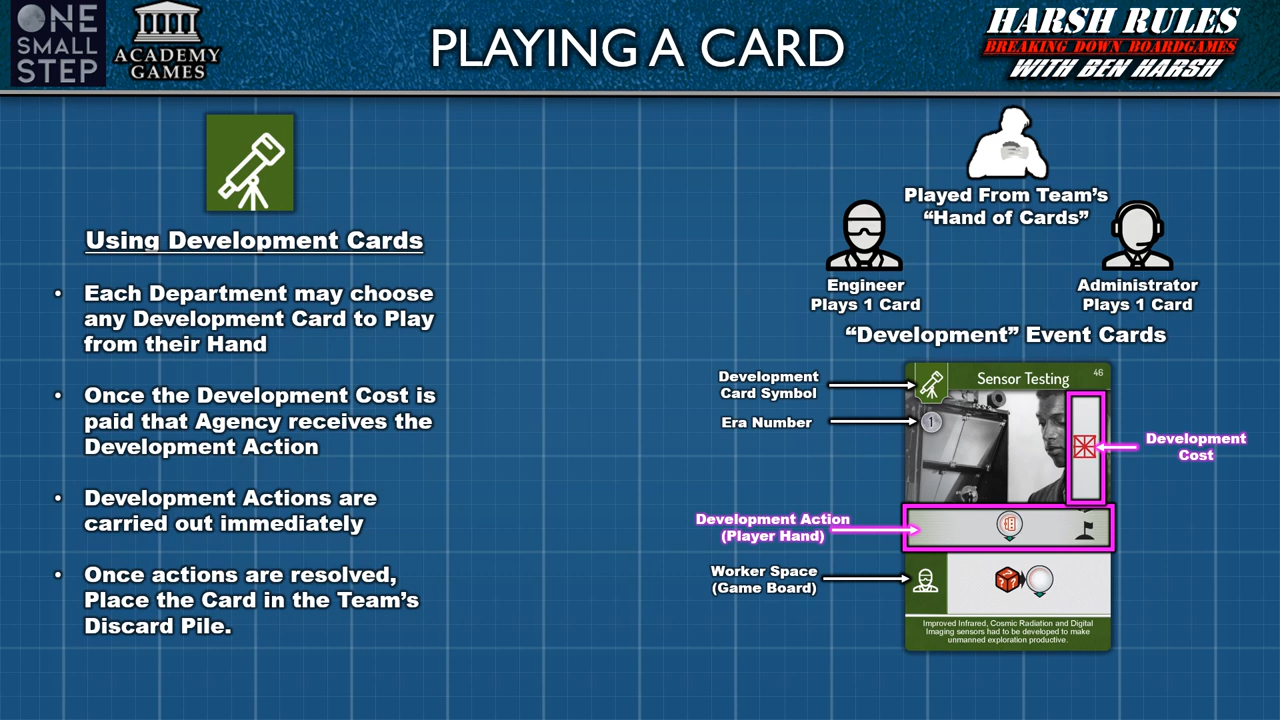 ONE
SMALL
STEP
ACADEMY
GAMES
PLAYING A CARD
HARSH RULES
BREAKING DOWN BOARDGAMES
WITH BEN HARSH
Using Development Cards
• Each Department may choose
any Development Card to Play
from their Hand
• Once the Development Cost is
paid that Agency receives the
Development Action
• Development Actions are
carried out immediately
• Once actions are resolved,
Place the Card in the Team’s
Discard Pile.
Played From Team’s
“Hand of Cards”
Engineer
Plays 1 Card
Administrator
Plays 1 Card
“Development” Event Cards
Development
Card Symbol
Era Number
Development Action
(Player Hand)
Worker Space
(Game Board)
Development
Cost
Sensor Testing
46
1
Improved Infrared, Cosmic Radiation and Digital
Imaging sensors had to be developed to make
unmanned exploration productive.